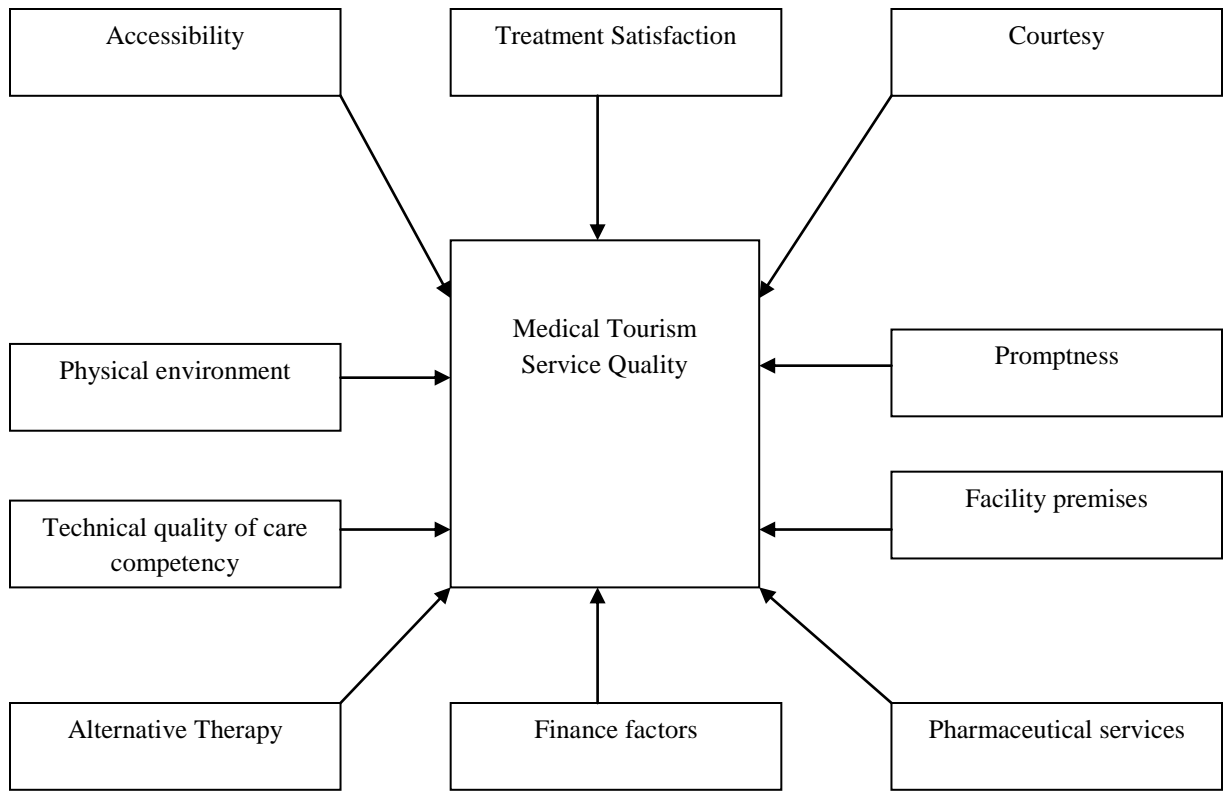 Accessibility
Treatment Satisfaction
Courtesy
Medical Tourism
Service Quality
Physical environment
Promptness
Technical quality of care
competency
Facility premises
Alternative Therapy
Finance factors
Pharmaceutical services